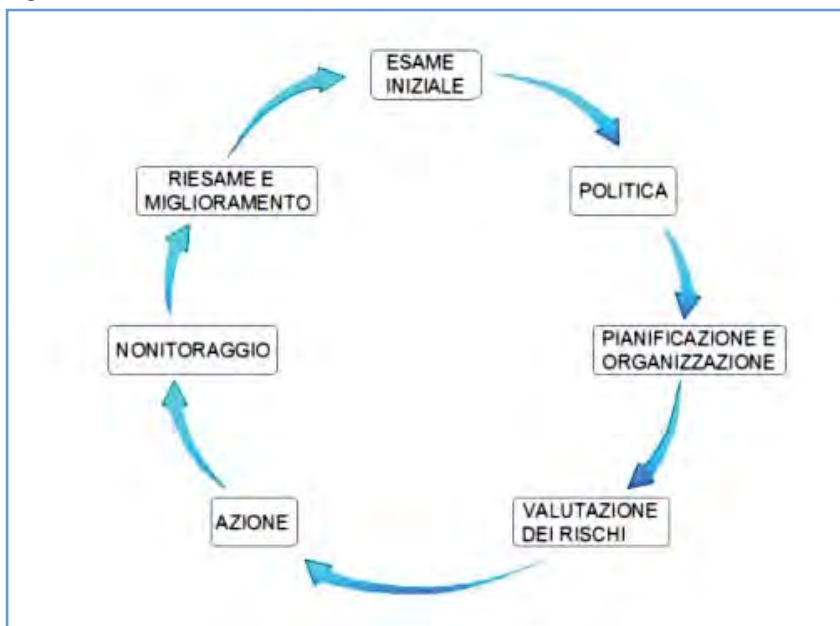 ESAME
INIZIALE
POLITICA
PIANIFICAZIONE E
ORGANIZZAZIONE
VALUTAZIONE
DEI RISCHI
AZIONE
NONITORAGGIO
RIESAME E
MIGLIORAMENTO